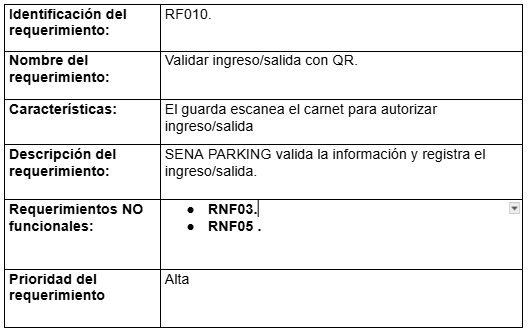 Identificación del RF010.
requerimiento:
Nombre del Validar ingreso/salida con QR.
requerimiento:
Características: El guarda escanea el carnet para autorizar
ingreso/salida
Descripción del SENA PARKING valida la información y registra el
requerimiento: ingreso/salida.
Requerimientos NO ● RNF03.
funcionales: ● RNF05 .
Prioridad del Alta
requerimiento